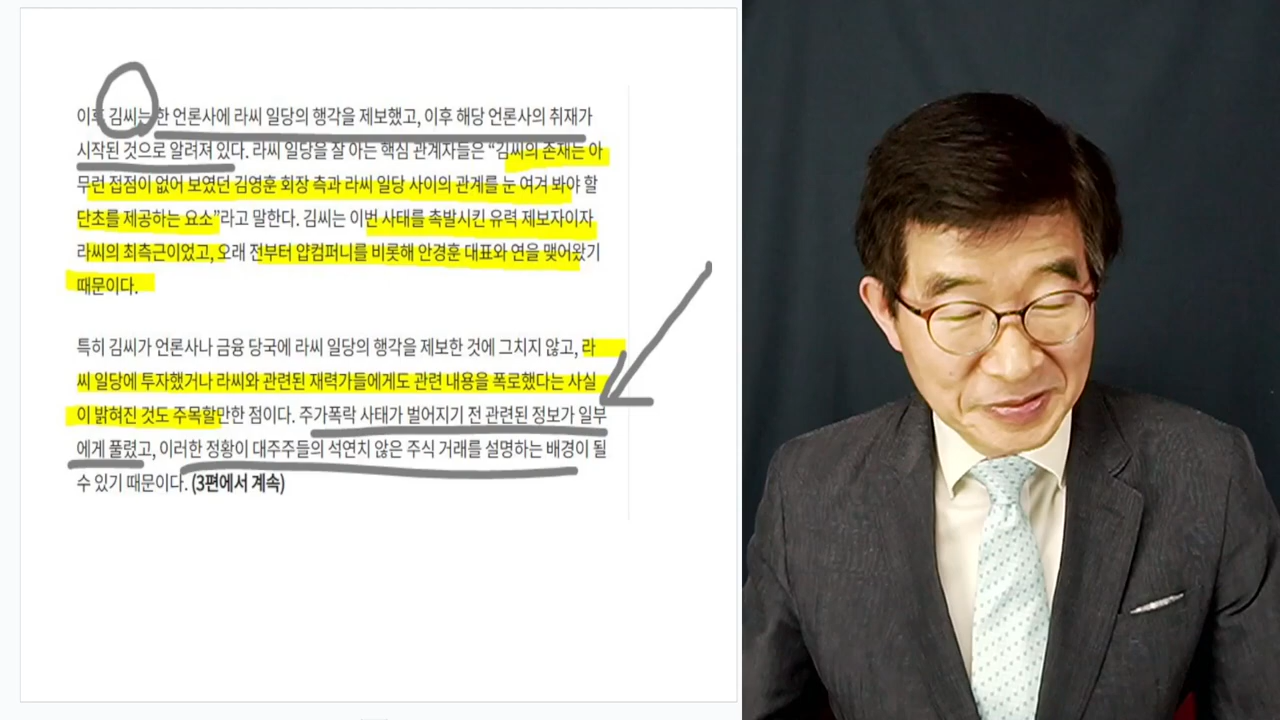 이후 김씨는 한 언론사에 라씨 일당의 행각을 제보했고, 이후 해당 언론사의 취재가
시작된 것으로 알려져 있다. 라씨 일당을 잘 아는 핵심 관계자들은 “김씨의 존재는 아
무런 접점이 없어 보였던 김영훈 회장 측과 라씨 일당 사이의 관계를 눈 여겨 봐야 할
단초를 제공하는 요소”라고 말한다. 김씨는 이번 사태를 촉발시킨 유력 제보자이자
라씨의 최측근이었고, 오래 전부터 얍컴퍼니를 비롯해 안경훈 대표와 연을 맺어왔기
때문이다.
특히 김씨가 언론사나 금융 당국에 라씨 일당의 행각을 제보한 것에 그치지 않고, 라
씨 일당에 투자했거나 라씨와 관련된 재력가들에게도 관련 내용을 폭로했다는 사실
이 밝혀진 것도 주목할만한 점이다. 주가폭락 사태가 벌어지기 전 관련된 정보가 일부
에게 풀렸고, 이러한 정황이 대주주들의 석연치 않은 주식 거래를 설명하는 배경이 될
수 있기 때문이다. (3편에서 계속)